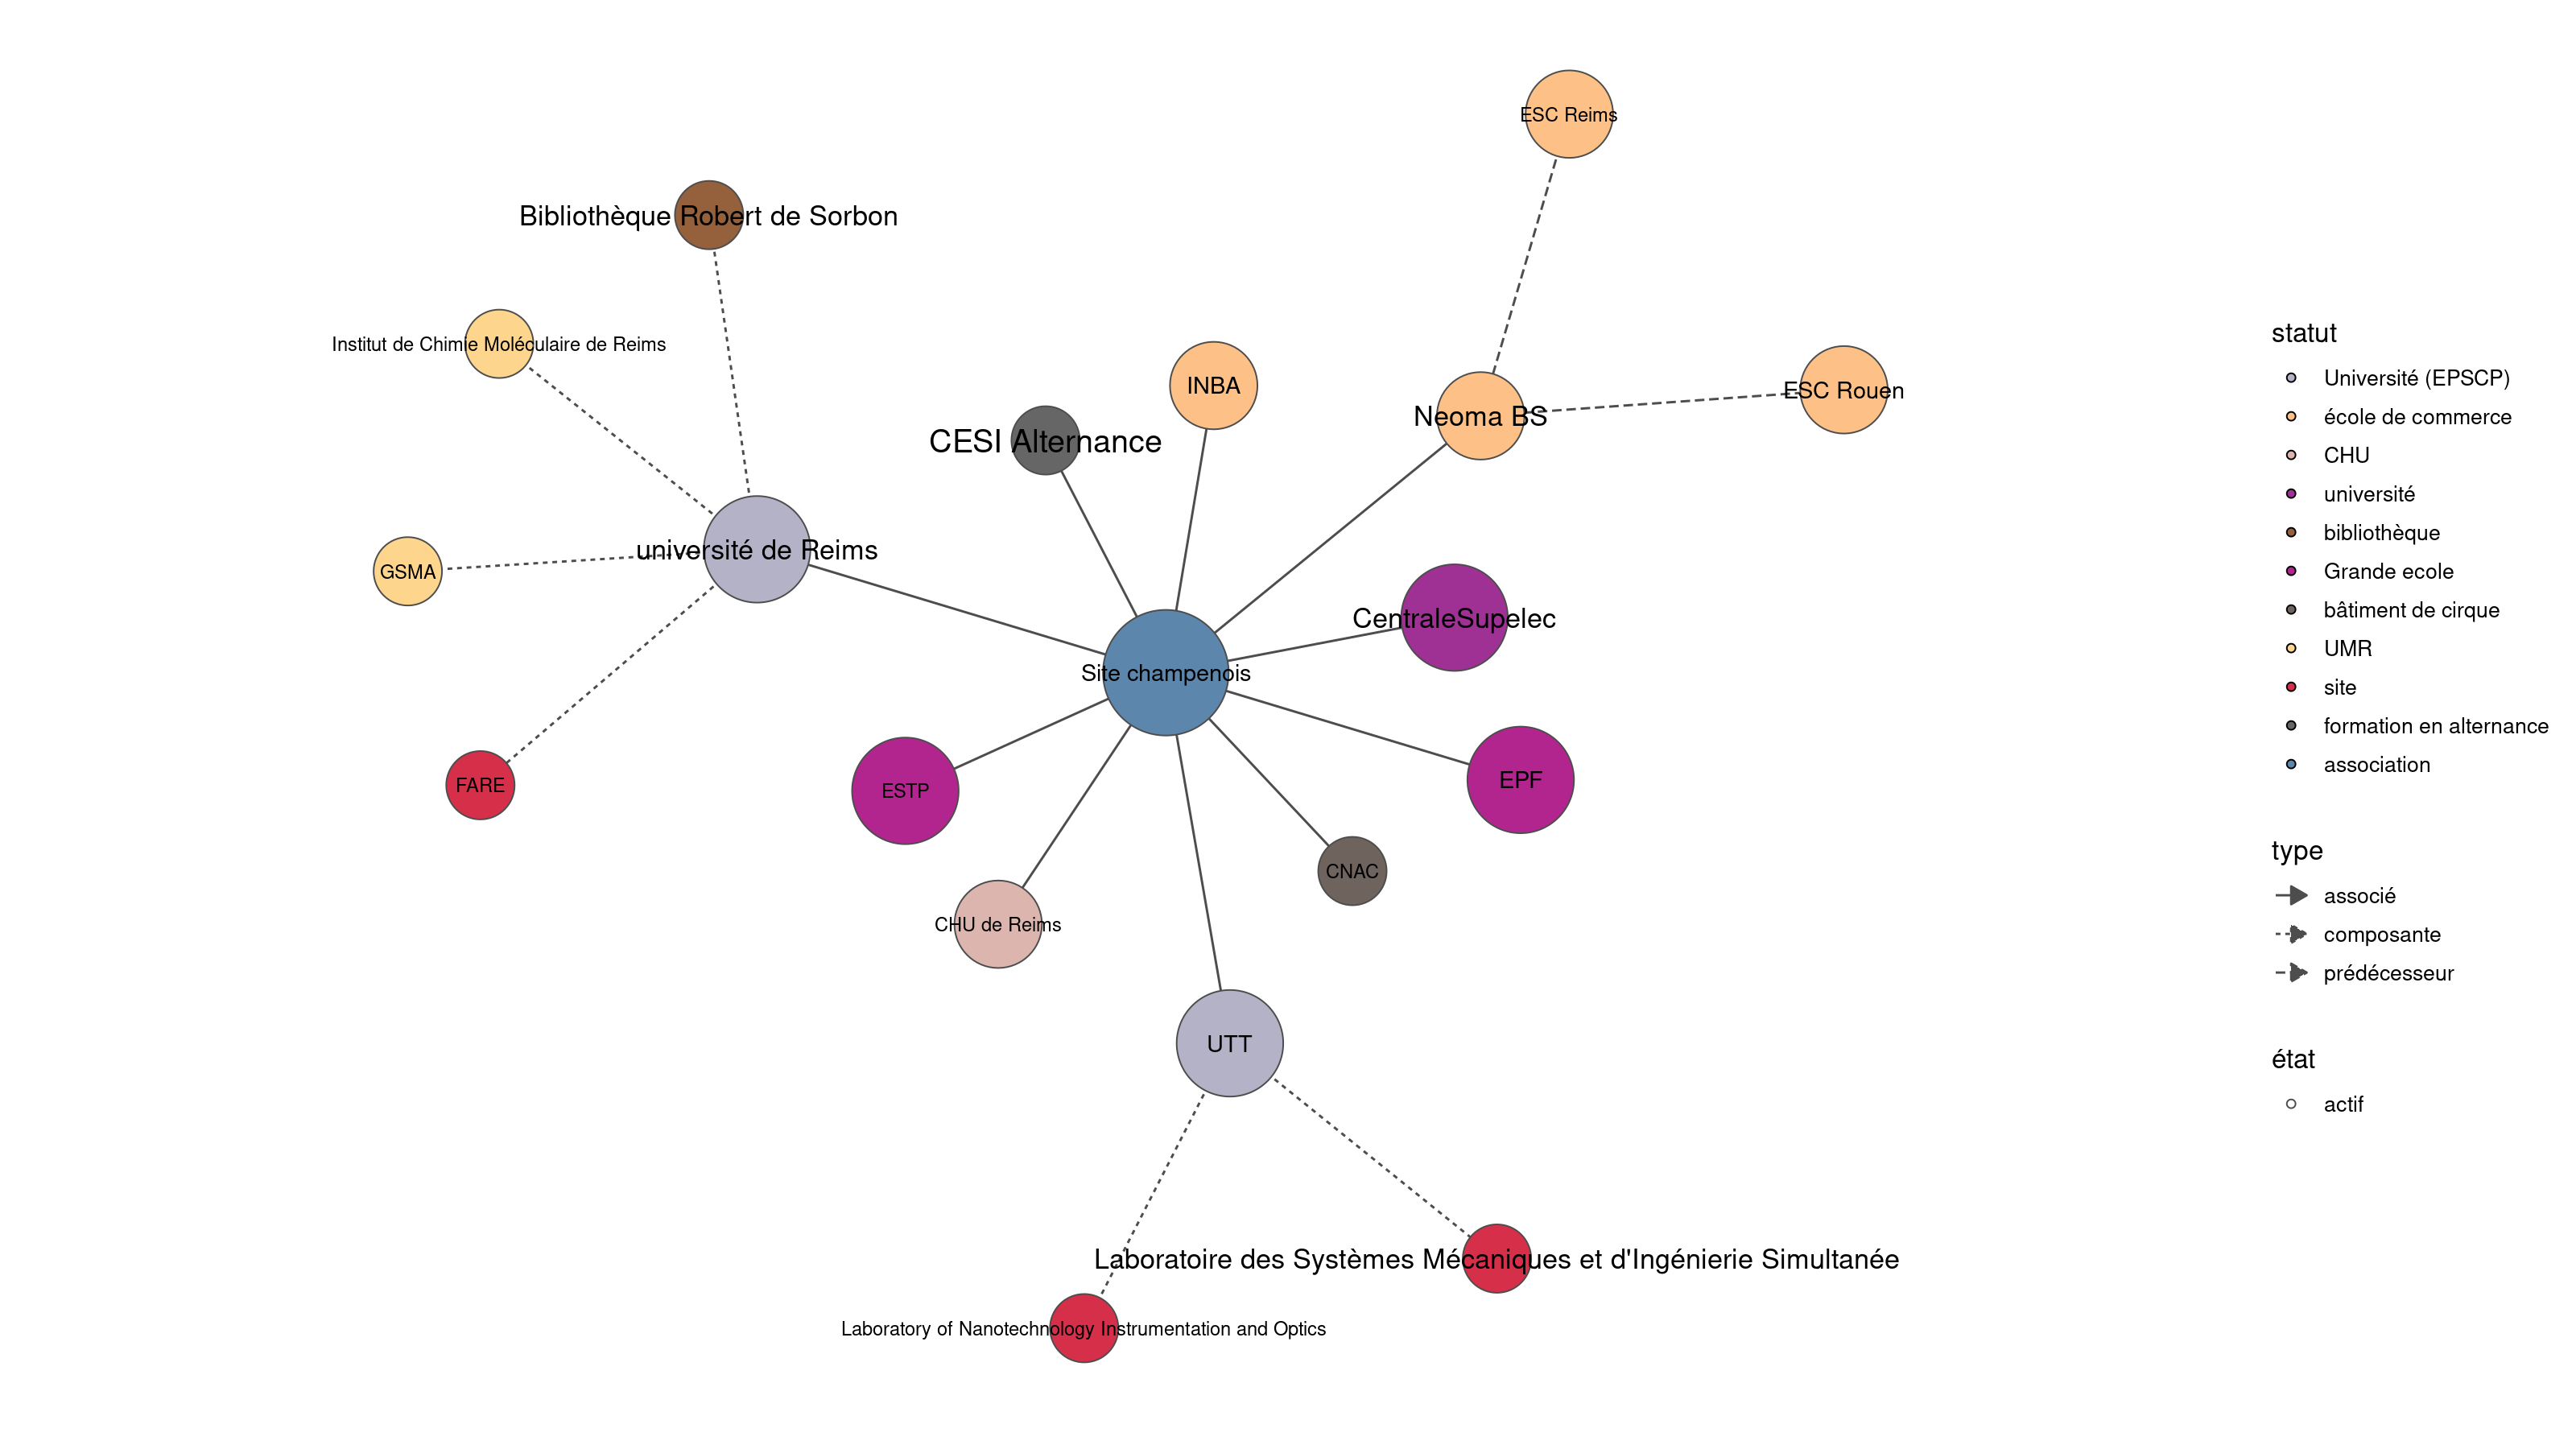 ESC Reims
Bibliothèque Robert de Sorbon
Institut de Chimie Moléculaire de Reims
INBA
ESC Rouen
Neoma BS
CESI Alternance
université de Reims
GSMA
CentraleSupelec
Site champenois
EPF
FARE
ESTP
CNAC
CHU de Reims
UTT
Laboratoire des Systèmes Mécaniques et d'Ingénierie Simultanée
Laboratory of Nanotechnology Instrumentation and Optics
statut
Université (EPSCP)
école de commerce
CHU
université
bibliothèque
Grande ecole
bâtiment de cirque
UMR
site
formation en alternance
association
type
associé
composante
prédécesseur
état
actif